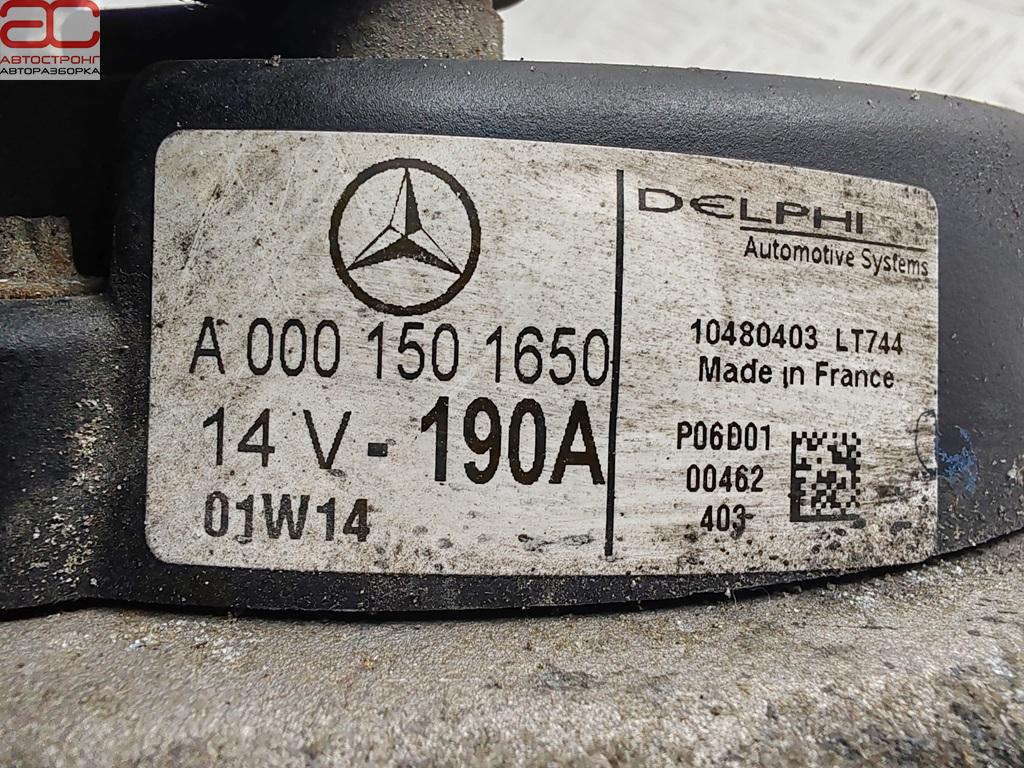 ac
АВТОСТРОНГ
АВТОРАЗБОРКА
DELPHI
Automotive Systems
A 000 150 1650
14 V - 190A
01W14
10480403 LT744
Made in France
P06D01
00462
403